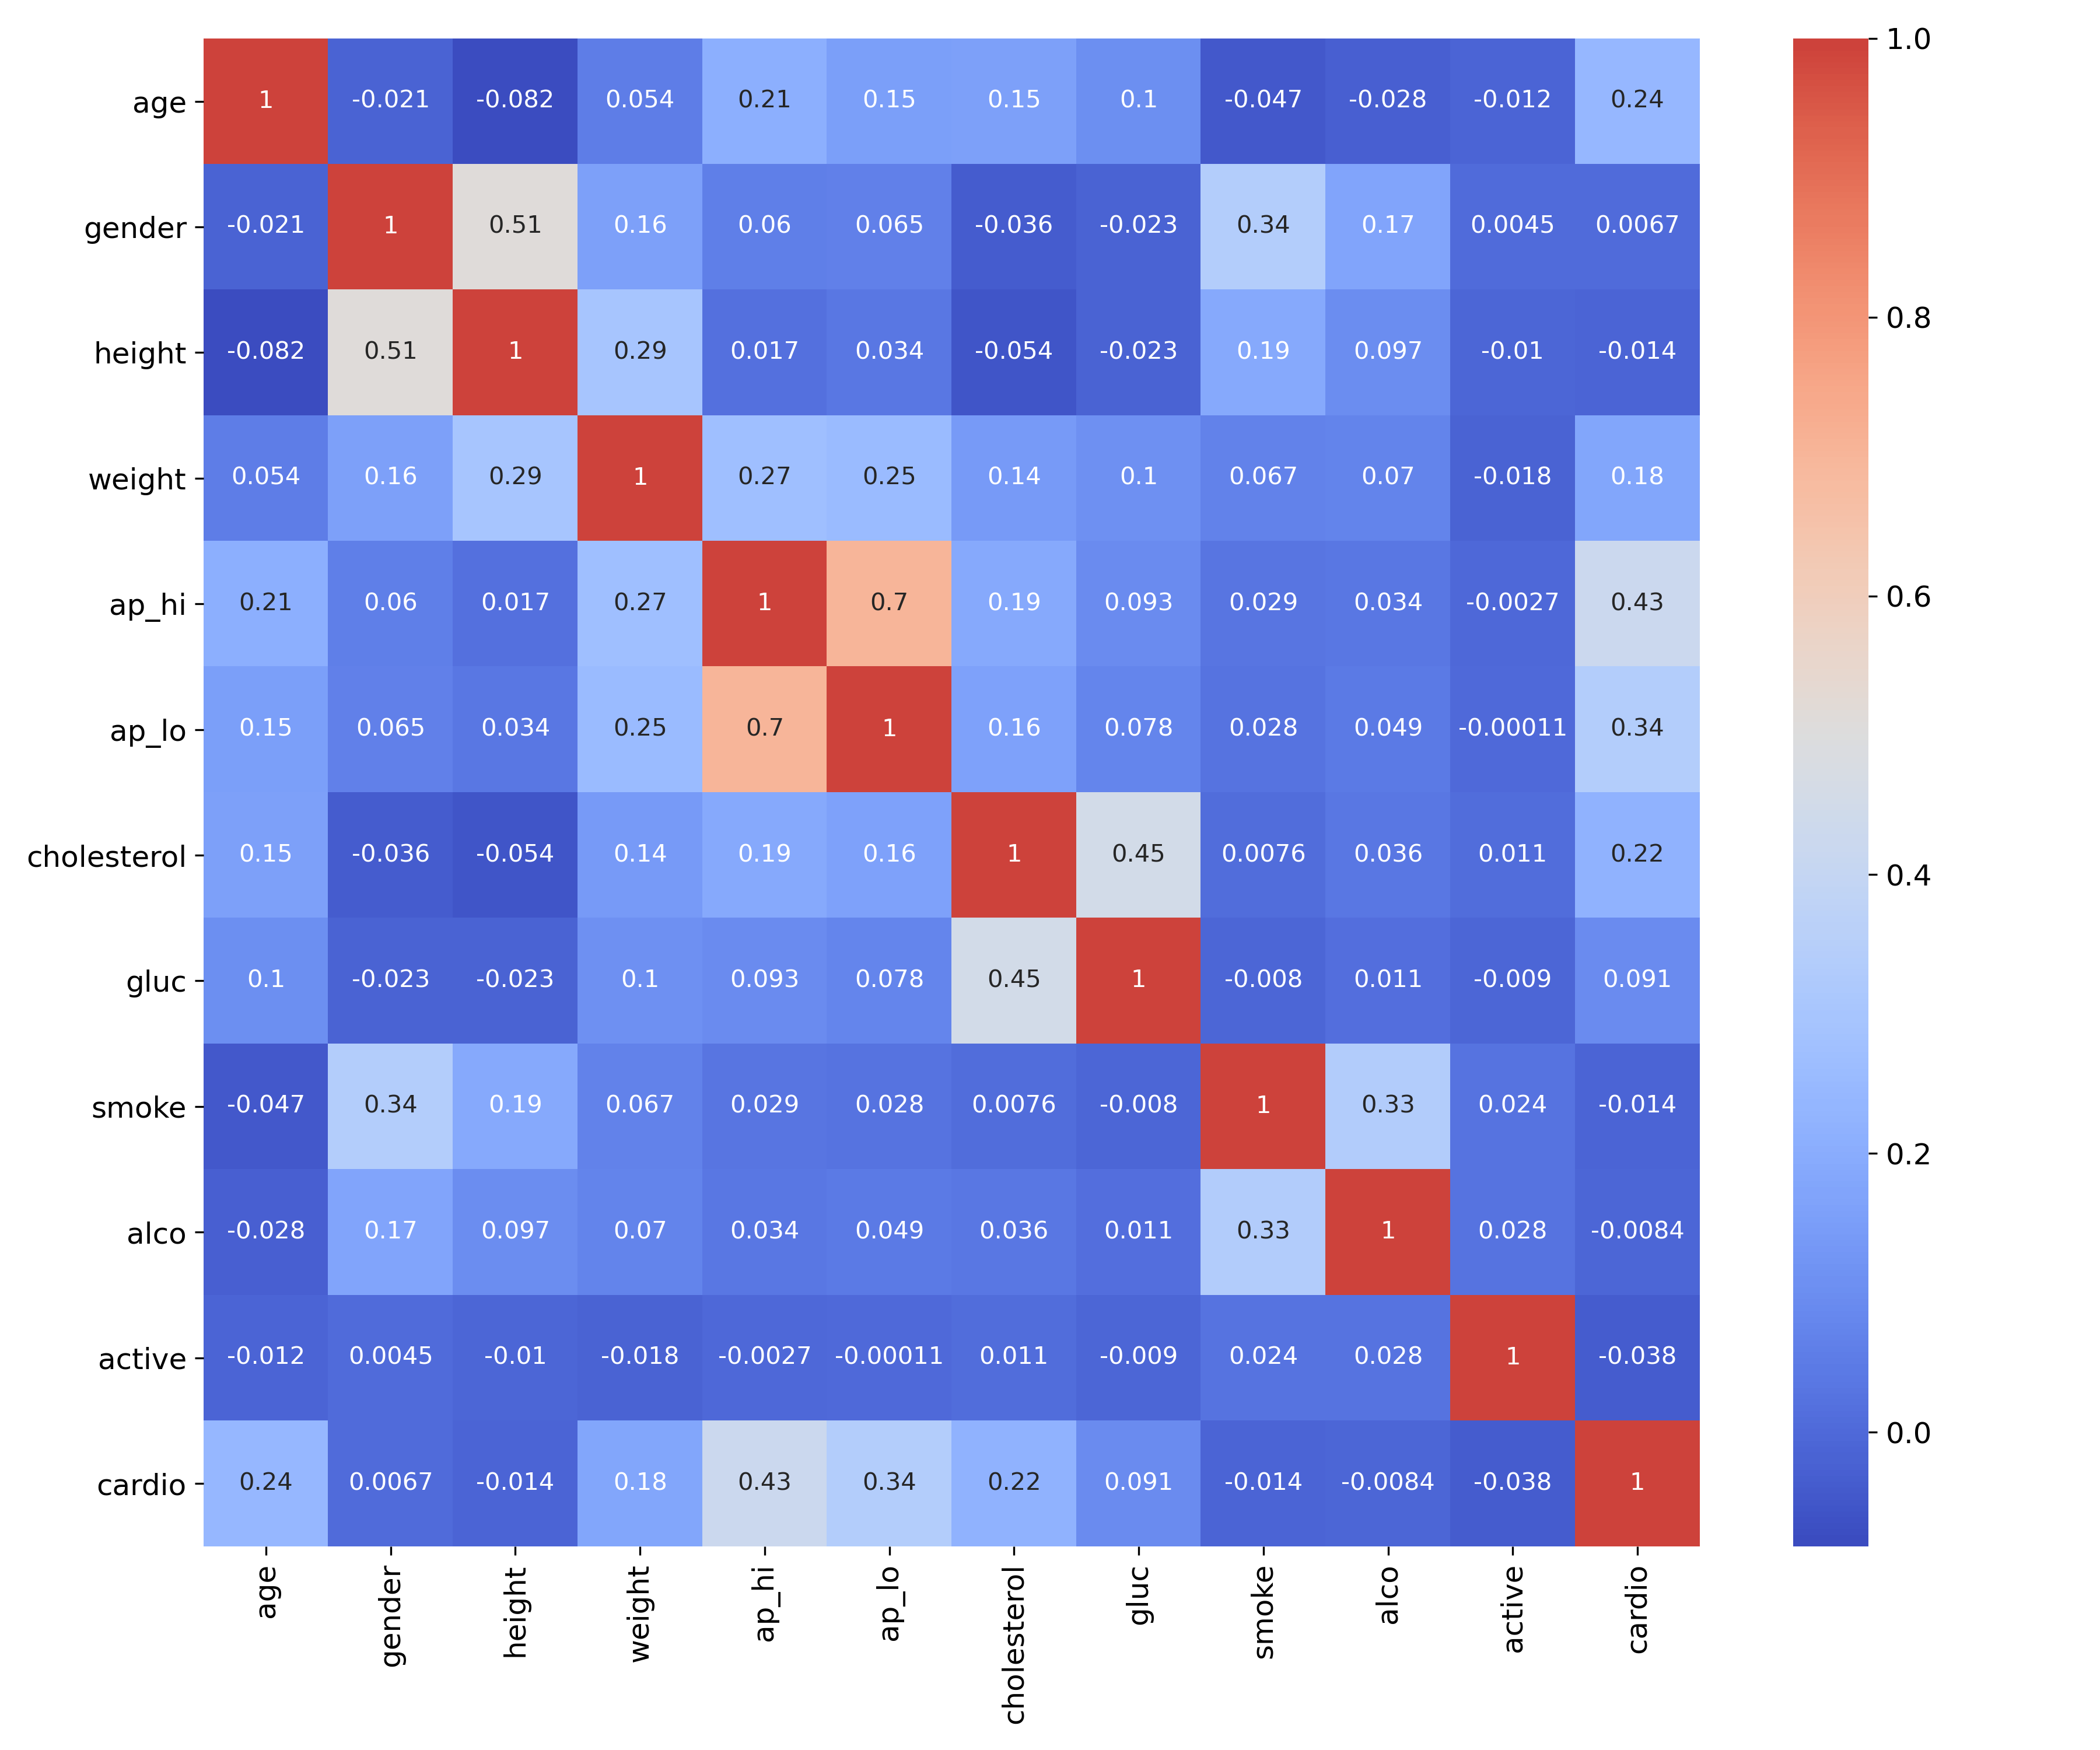 age 1 -0.021 -0.082 0.054 0.21 0.15 0.15 0.1 -0.047 -0.028 -0.012 0.24
gender -0.021 1 0.51 0.16 0.06 0.065 -0.036 -0.023 0.34 0.17 0.0045 0.0067
height -0.082 0.51 1 0.29 0.017 0.034 -0.054 -0.023 0.19 0.097 -0.01 -0.014
weight 0.054 0.16 0.29 1 0.27 0.25 0.14 0.1 0.067 0.07 -0.018 0.18
ap_hi 0.21 0.06 0.017 0.27 1 0.7 0.19 0.093 0.029 0.034 -0.0027 0.43
ap_lo 0.15 0.065 0.034 0.25 0.7 1 0.16 0.078 0.028 0.049 -0.00011 0.34
cholesterol 0.15 -0.036 -0.054 0.14 0.19 0.16 1 0.45 0.0076 0.036 0.011 0.22
gluc 0.1 -0.023 -0.023 0.1 0.093 0.078 0.45 1 -0.008 0.011 -0.009 0.091
smoke -0.047 0.34 0.19 0.067 0.029 0.028 0.0076 -0.008 1 0.33 0.024 -0.014
alco -0.028 0.17 0.097 0.07 0.034 0.049 0.036 0.011 0.33 1 0.028 -0.0084
active -0.012 0.0045 -0.01 -0.018 -0.0027 -0.00011 0.011 -0.009 0.024 0.028 1 -0.038
cardio 0.24 0.0067 -0.014 0.18 0.43 0.34 0.22 0.091 -0.014 -0.0084 -0.038 1
age gender height weight ap_hi ap_lo cholesterol gluc smoke alco active cardio
1.0
0.8
0.6
0.4
0.2
0.0